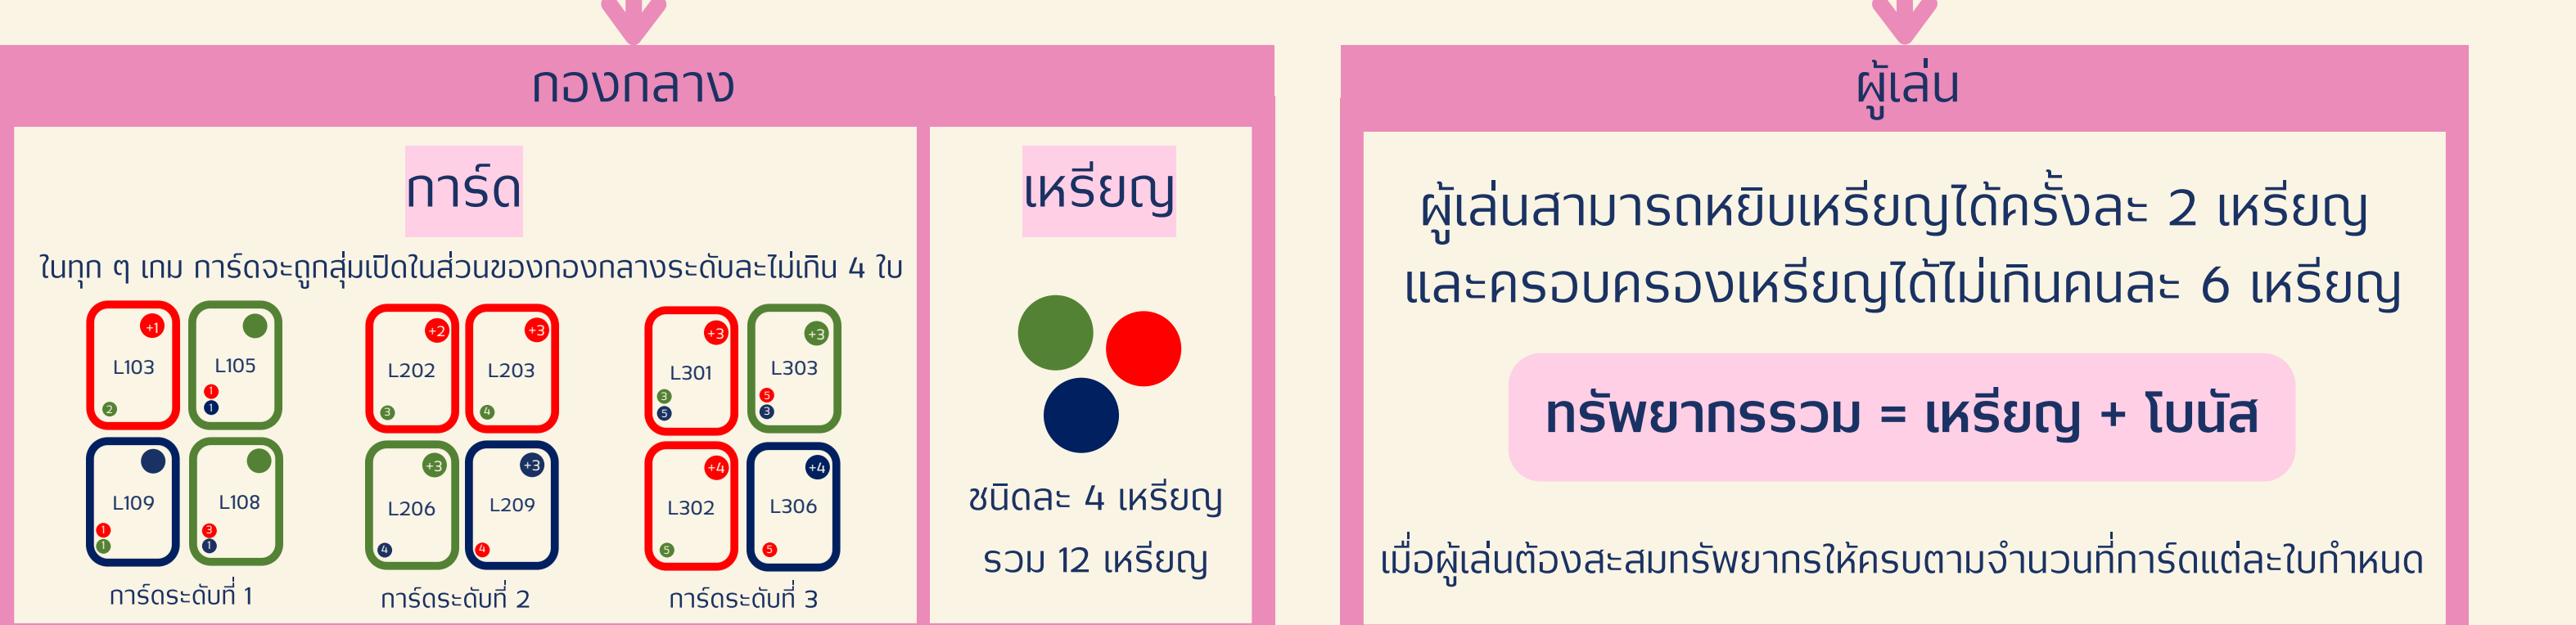 กองกลาง
การ์ด
ในทุก ๆ เกม การ์ดจะถูกสุ่มเปิดในส่วนของกองกลางระดับละไม่เกิน 4 ใบ
+1
L103
2
L105
1
1
L109
1
1
L108
3
1
การ์ดระดับที่ 1
+2
L202
3
+3
L203
4
+3
L206
4
+3
L209
4
การ์ดระดับที่ 2
+3
L301
3
5
+3
L303
5
3
+4
L302
5
+4
L306
5
การ์ดระดับที่ 3
เหรียญ
ชนิดละ 4 เหรียญ
รวม 12 เหรียญ
ผู้เล่น
ผู้เล่นสามารถหยิบเหรียญได้ครั้งละ 2 เหรียญ
และครอบครองเหรียญได้ไม่เกินคนละ 6 เหรียญ
ทรัพยากรรวม = เหรียญ + โบนัส
เมื่อผู้เล่นต้องสะสมทรัพยากรให้ครบตามจำนวนที่การ์ดแต่ละใบกำหนด